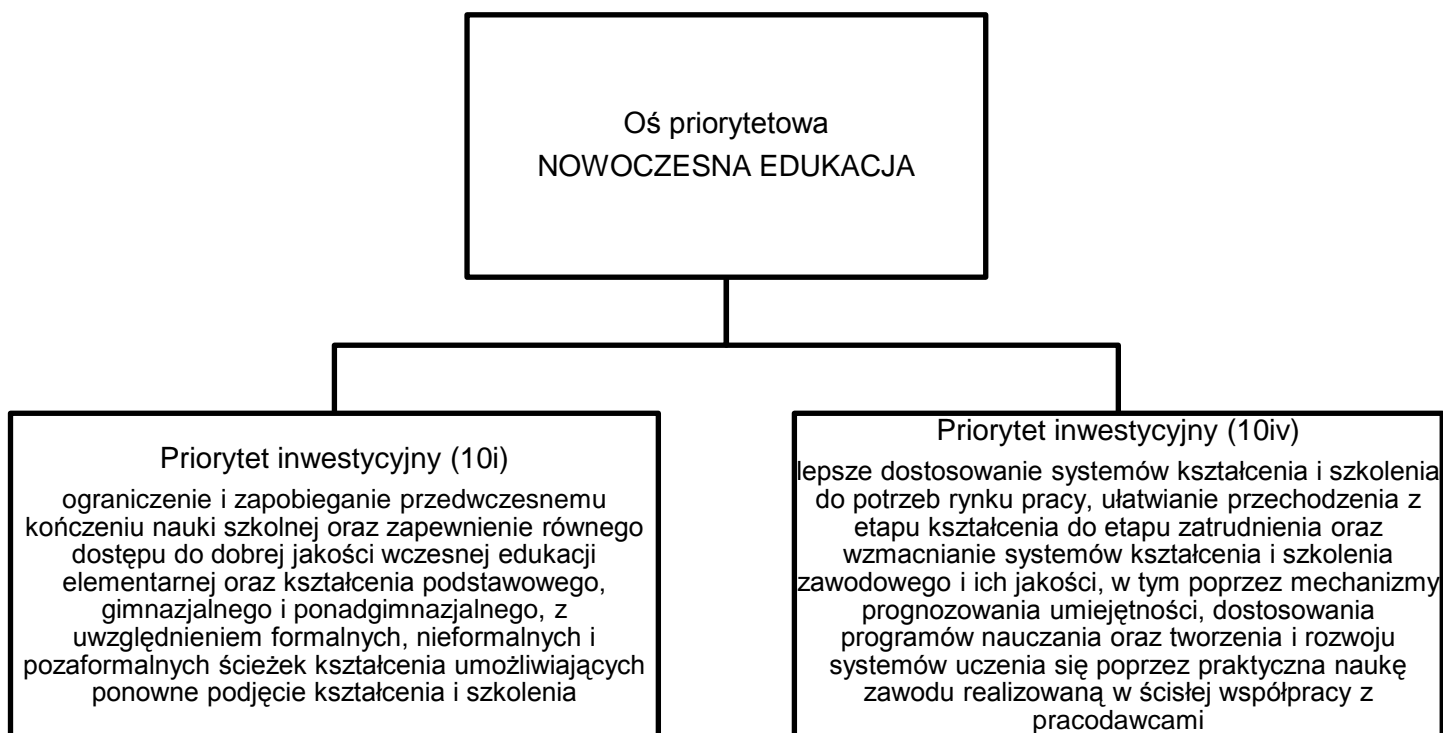 Oś priorytetowa
NOWOCZESNA EDUKACJA
Priorytet inwestycyjny (10i)
ograniczenie i zapobieganie przedwczesnemu
kończeniu nauki szkolnej oraz zapewnienie równego
dostępu do dobrej jakości wczesnej edukacji
elementarnej oraz kształcenia podstawowego,
gimnazjalnego i ponadgimnazjalnego, z
uwzględnieniem formalnych, nieformalnych i
pozaformalnych ścieżek kształcenia umożliwiających
ponowne podjęcie kształcenia i szkolenia
Priorytet inwestycyjny (10iv)
lepsze dostosowanie systemów kształcenia i szkolenia
do potrzeb rynku pracy, ułatwianie przechodzenia z
etapu kształcenia do etapu zatrudnienia oraz
wzmacnianie systemów kształcenia i szkolenia
zawodowego i ich jakości, w tym poprzez mechanizmy
prognozowania umiejętności, dostosowania
programów nauczania oraz tworzenia i rozwoju
systemów uczenia się poprzez praktyczna naukę
zawodu realizowaną w ścisłej współpracy z
pracodawcami